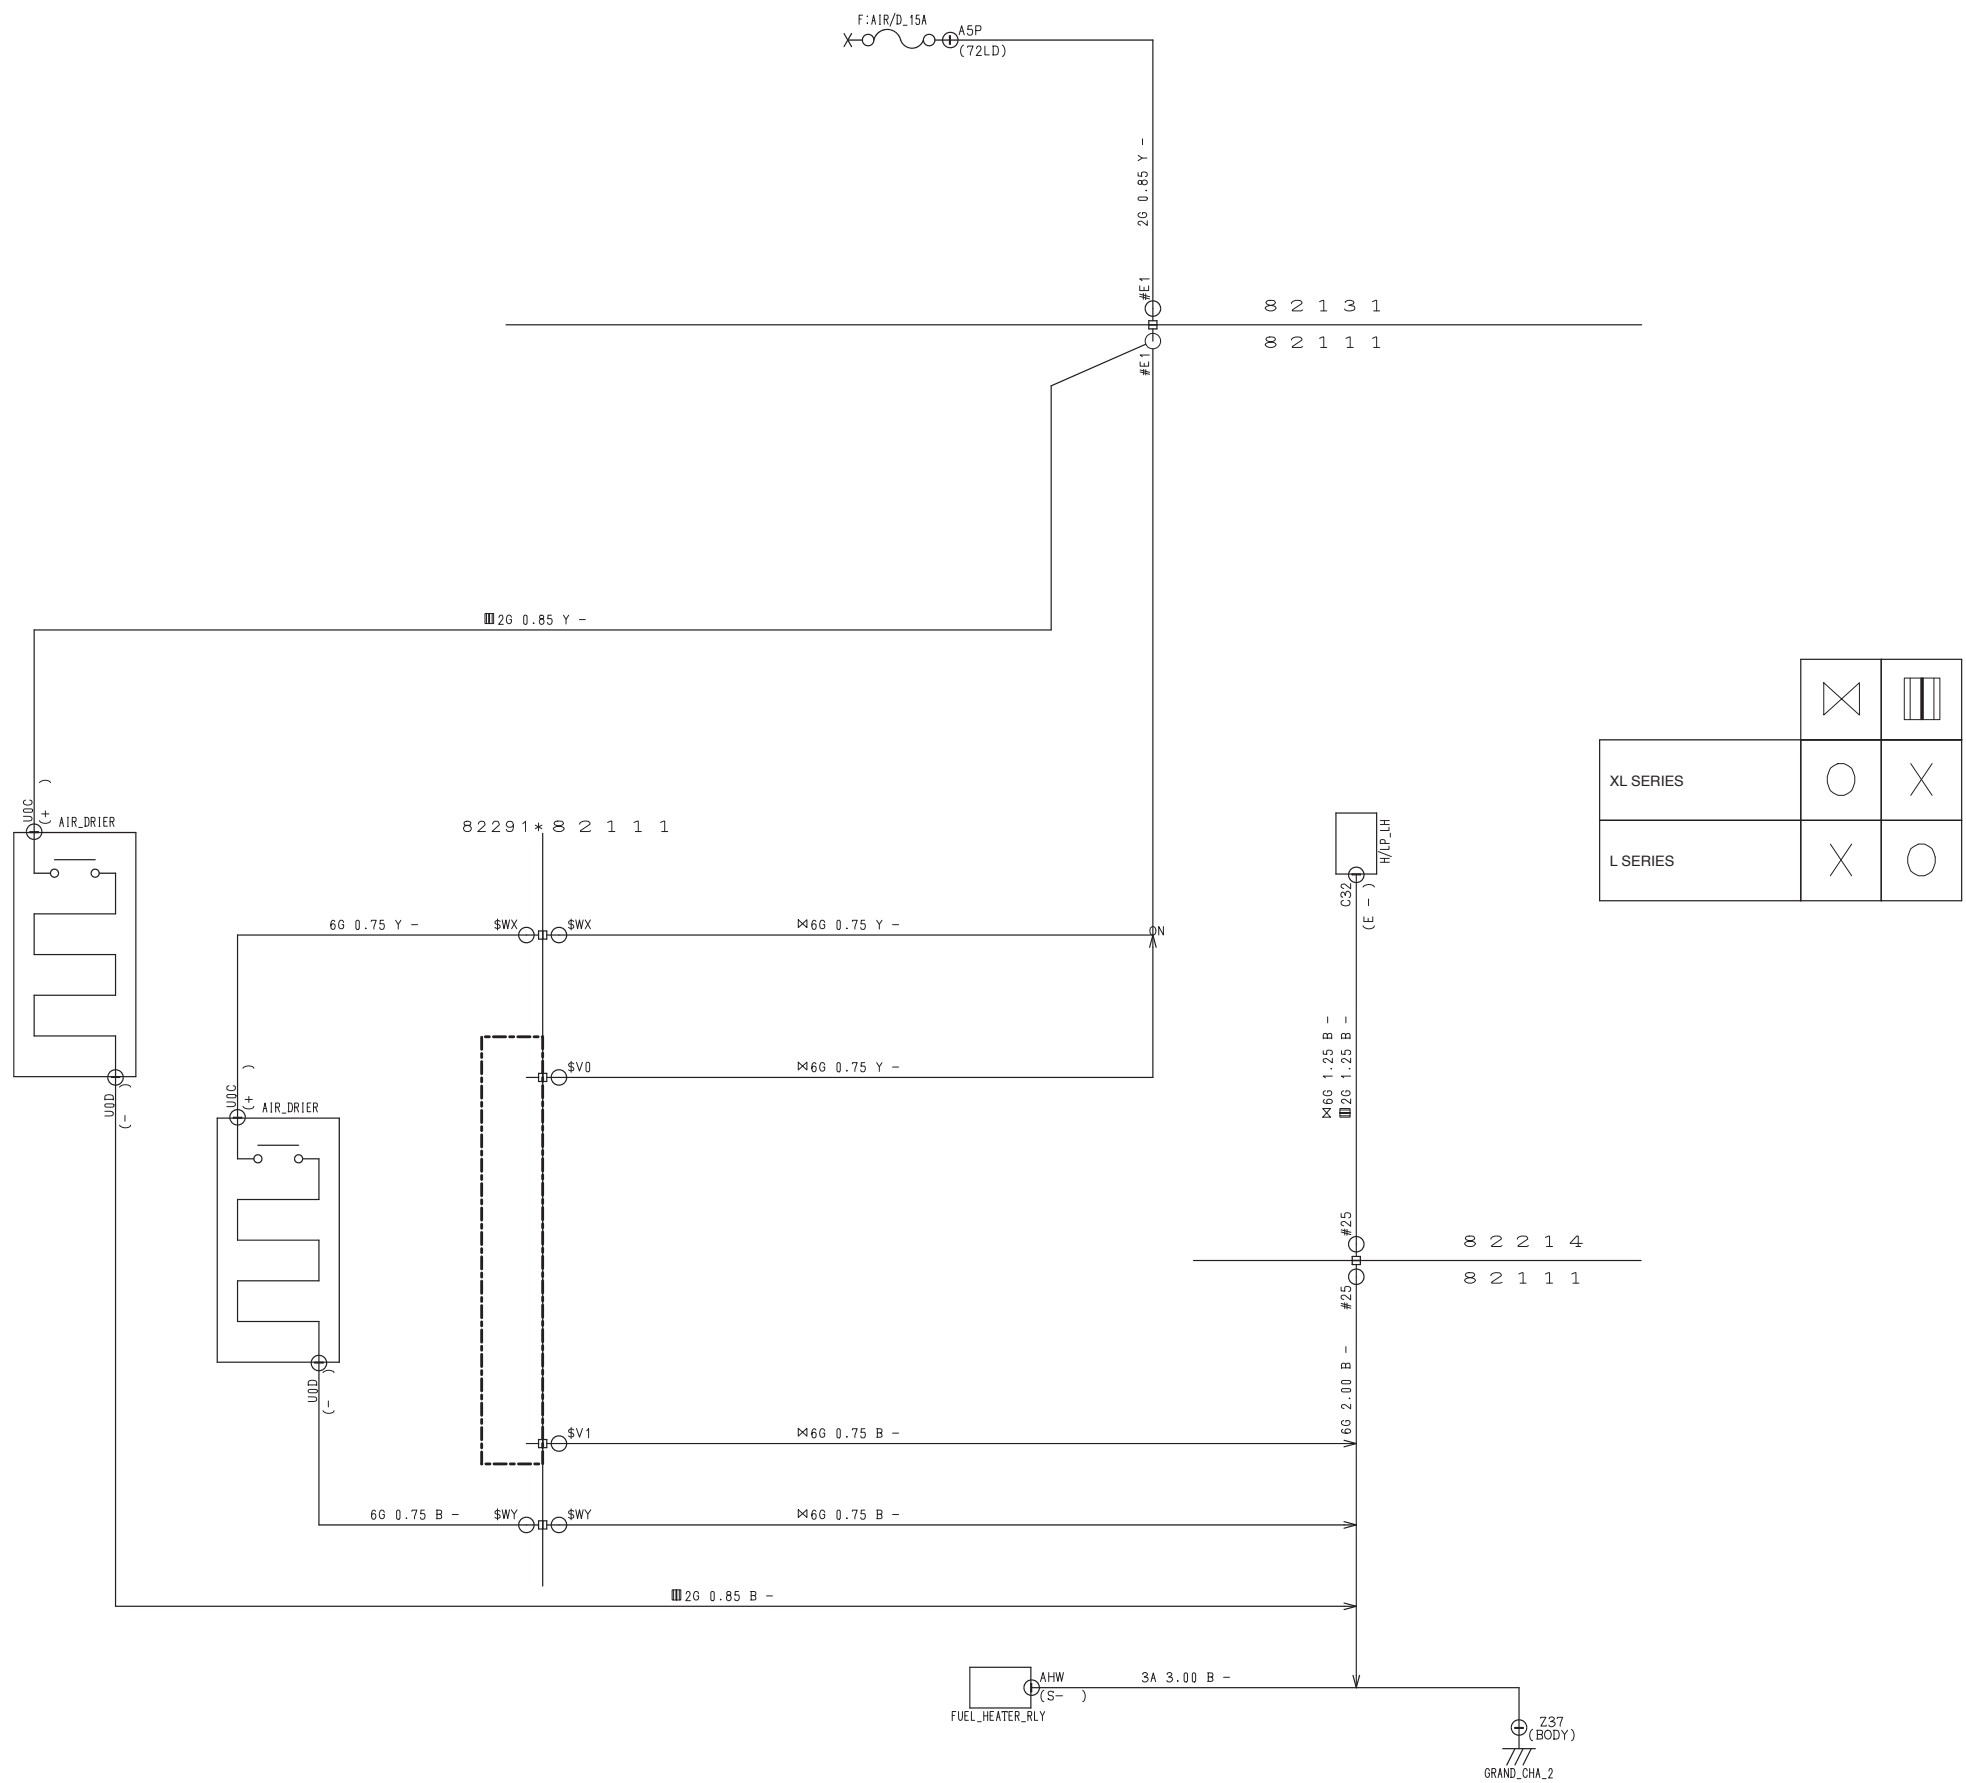 F:AIR/D_15A
A5P
(72LD)
2G 0.85 Y -
#E1
8 2 1 3 1
8 2 1 1 1
#E1
2G 0.85 Y -
XL SERIES
L SERIES
U0C
(+ )
AIR_DRIER
82291*8 2 1 1 1
H/LP_LH
C32
(E - )
6G 0.75 Y -
$WX
$WX
6G 0.75 Y -
ON
6G 1.25 B -
2G 1.25 B -
$V0
6G 0.75 Y -
U0D
(- )
U0C
(+ )
AIR_DRIER
#25
8 2 2 1 4
8 2 1 1 1
#25
6G 2.00 B -
U0D
(- )
$V1
6G 0.75 B -
6G 0.75 B -
$WY
$WY
6G 0.75 B -
2G 0.85 B -
AHW
(S- )
3A 3.00 B -
FUEL_HEATER_RLY
Z37
(BODY)
GRAND_CHA_2